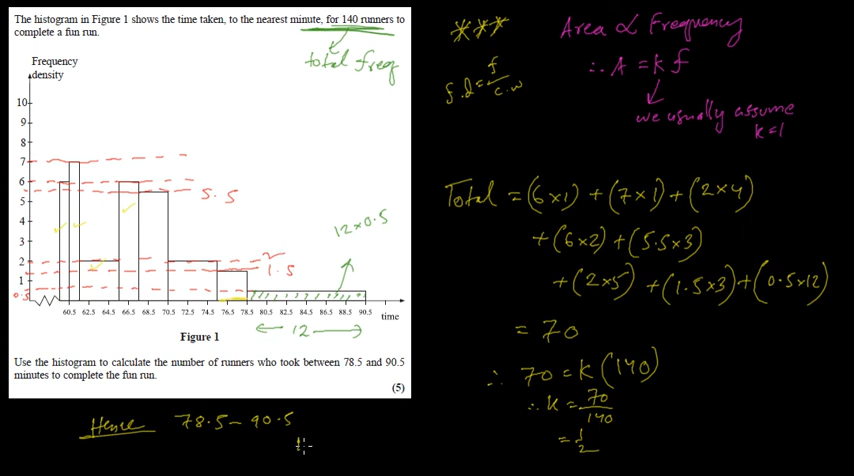 The histogram in Figure 1 shows the time taken, to the nearest minute, for 140 runners to
complete a fun run.
total freq
Frequency
density
10
9
8
7
6
5
4
3
2
1
0.5
5.5
2
1.5
12×0.5
60.5 62.5 64.5 66.5 68.5 70.5 72.5 74.5 76.5 78.5 80.5 82.5 84.5 86.5 88.5 90.5 time
12
Figure 1
Use the histogram to calculate the number of runners who took between 78.5 and 90.5
minutes to complete the fun run.
(5)
Hence 78.5 – 90.5
***
f.d = f / c.w
Area ∝ Frequency
∴ A = k f
we usually assume
k=1
Total = (6×1) + (7×1) + (2×4)
+ (6×2) + (5.5×3)
+ (2×5) + (1.5×3) + (0.5×12)
= 70
∴ 70 = k (140)
∴ k = 70 / 140
= 1/2